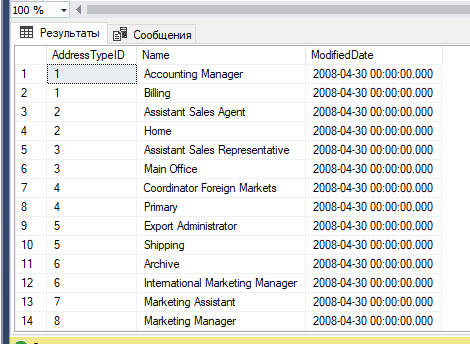 100 %
Результаты Сообщения
AddressTypeID Name ModifiedDate
1 1 Accounting Manager 2008-04-30 00:00:00.000
2 1 Billing 2008-04-30 00:00:00.000
3 2 Assistant Sales Agent 2008-04-30 00:00:00.000
4 2 Home 2008-04-30 00:00:00.000
5 3 Assistant Sales Representative 2008-04-30 00:00:00.000
6 3 Main Office 2008-04-30 00:00:00.000
7 4 Coordinator Foreign Markets 2008-04-30 00:00:00.000
8 4 Primary 2008-04-30 00:00:00.000
9 5 Export Administrator 2008-04-30 00:00:00.000
10 5 Shipping 2008-04-30 00:00:00.000
11 6 Archive 2008-04-30 00:00:00.000
12 6 International Marketing Manager 2008-04-30 00:00:00.000
13 7 Marketing Assistant 2008-04-30 00:00:00.000
14 8 Marketing Manager 2008-04-30 00:00:00.000